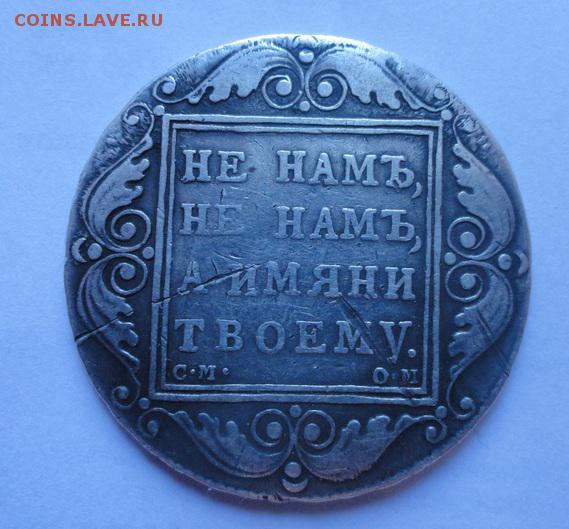 COINS.LAVE.RU
НЕ НАМЪ,
НЕ НАМЪ,
А ИМЯНИ
ТВОЕМУ.
С·М· О·М